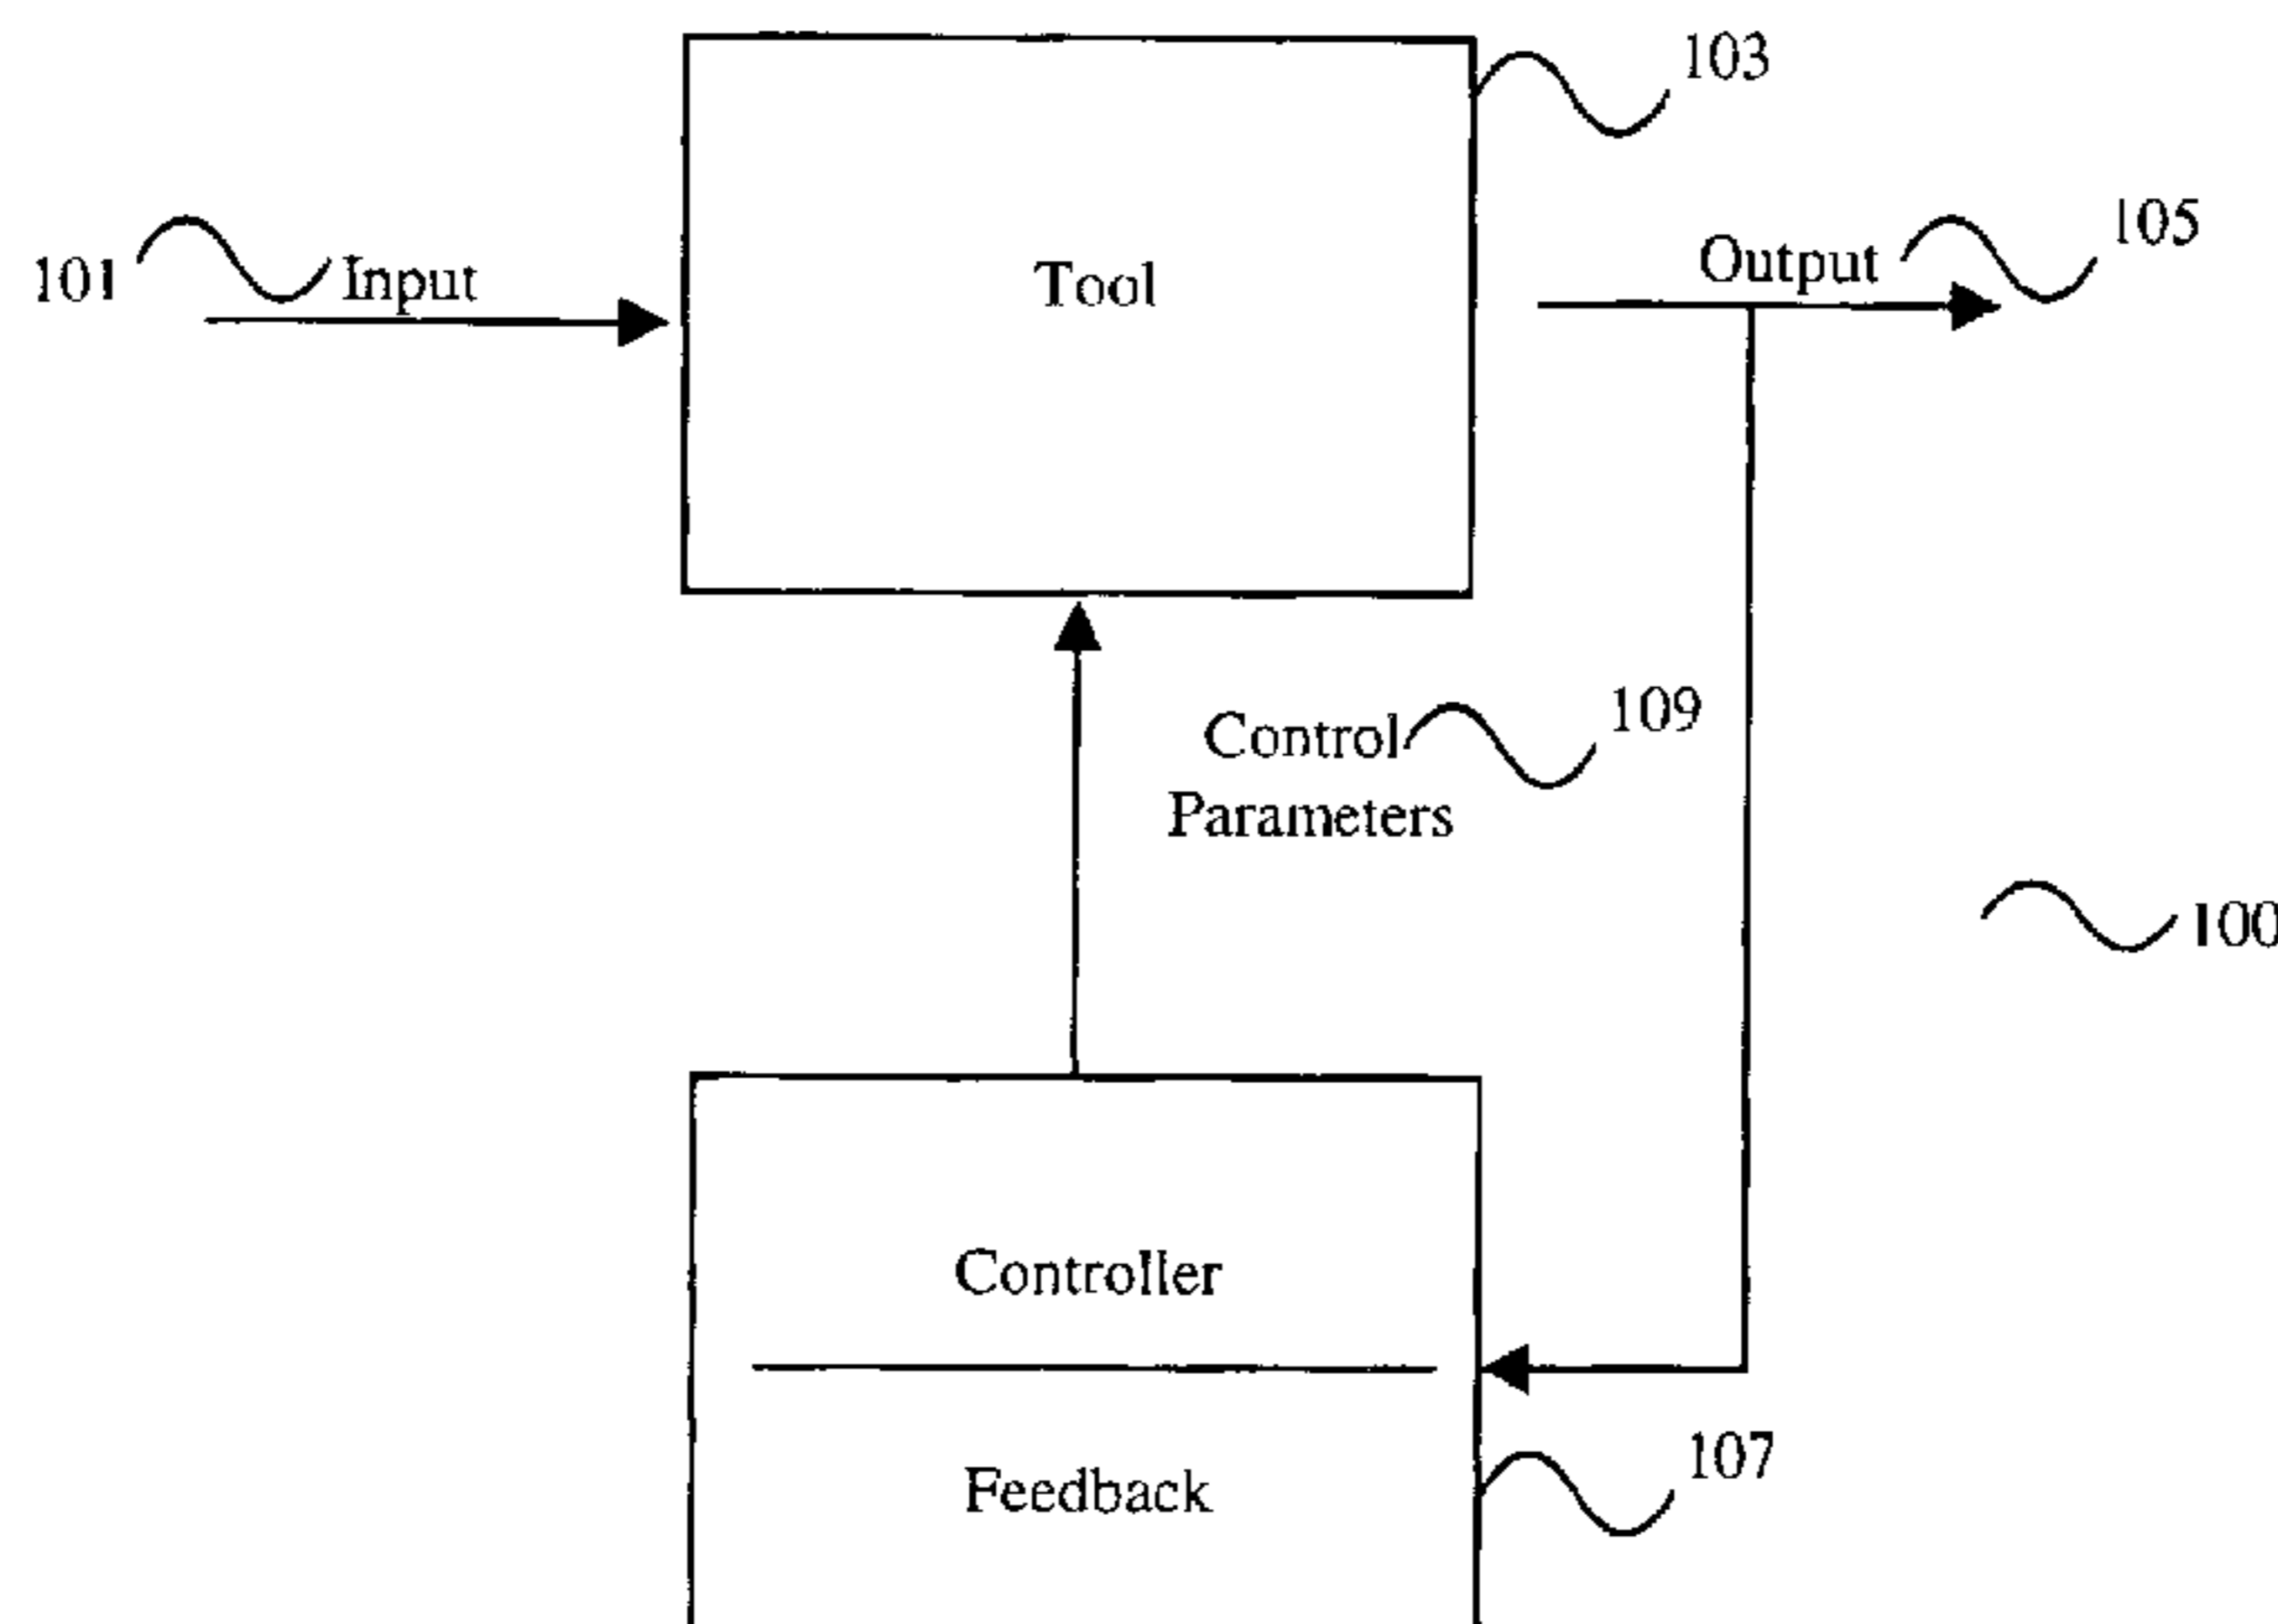 103
105
101
Input
Tool
Output
Control
109
Parameters
100
Controller
Feedback
107